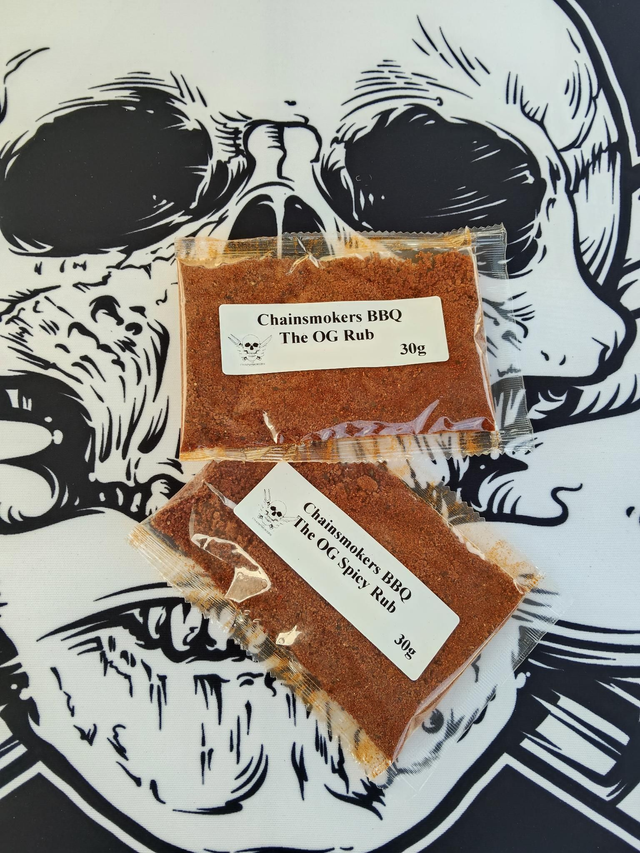 Chainsmokers BBQ
The OG Rub
30g
Chainsmokers BBQ
The OG Spicy Rub
30g